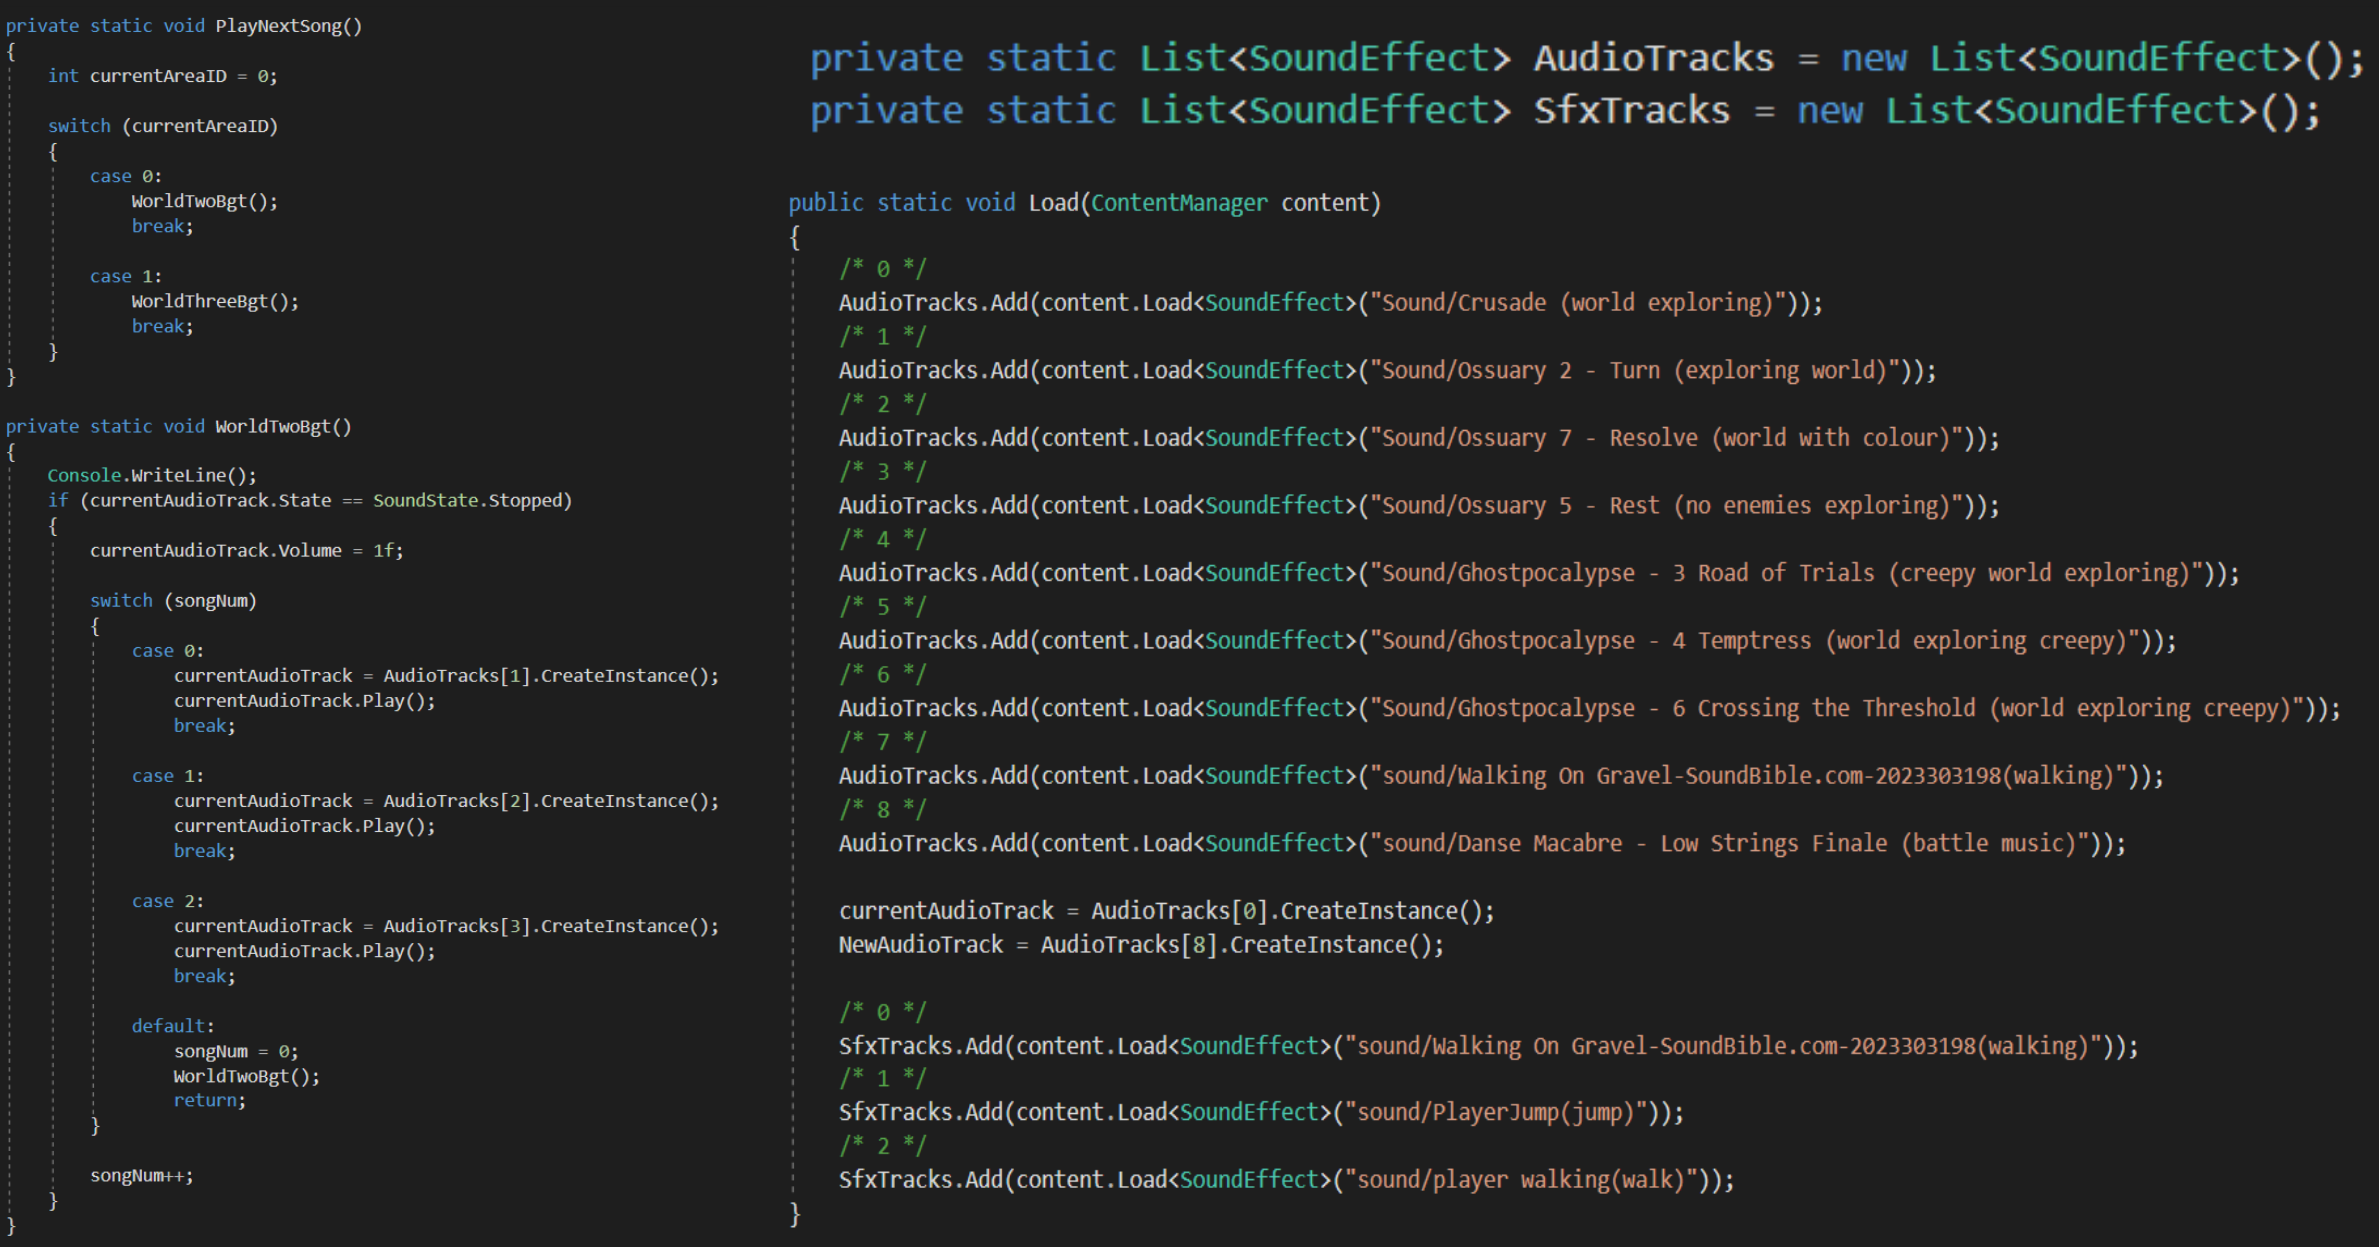 private static void PlayNextSong()
{
    int currentAreaID = 0;

    switch (currentAreaID)
    {
        case 0:
            WorldTwoBgt();
            break;

        case 1:
            WorldThreeBgt();
            break;
    }
}

private static void WorldTwoBgt()
{
    Console.WriteLine();
    if (currentAudioTrack.State == SoundState.Stopped)
    {
        currentAudioTrack.Volume = 1f;

        switch (songNum)
        {
            case 0:
                currentAudioTrack = AudioTracks[1].CreateInstance();
                currentAudioTrack.Play();
                break;

            case 1:
                currentAudioTrack = AudioTracks[2].CreateInstance();
                currentAudioTrack.Play();
                break;

            case 2:
                currentAudioTrack = AudioTracks[3].CreateInstance();
                currentAudioTrack.Play();
                break;

            default:
                songNum = 0;
                WorldTwoBgt();
                return;
        }

        songNum++;
    }
}

private static List<SoundEffect> AudioTracks = new List<SoundEffect>();
private static List<SoundEffect> SfxTracks = new List<SoundEffect>();

public static void Load(ContentManager content)
{
    /* 0 */
    AudioTracks.Add(content.Load<SoundEffect>("Sound/Crusade (world exploring)"));
    /* 1 */
    AudioTracks.Add(content.Load<SoundEffect>("Sound/Ossuary 2 - Turn (exploring world)"));
    /* 2 */
    AudioTracks.Add(content.Load<SoundEffect>("Sound/Ossuary 7 - Resolve (world with colour)"));
    /* 3 */
    AudioTracks.Add(content.Load<SoundEffect>("Sound/Ossuary 5 - Rest (no enemies exploring)"));
    /* 4 */
    AudioTracks.Add(content.Load<SoundEffect>("Sound/Ghostpocalypse - 3 Road of Trials (creepy world exploring)"));
    /* 5 */
    AudioTracks.Add(content.Load<SoundEffect>("Sound/Ghostpocalypse - 4 Temptress (world exploring creepy)"));
    /* 6 */
    AudioTracks.Add(content.Load<SoundEffect>("Sound/Ghostpocalypse - 6 Crossing the Threshold (world exploring creepy)"));
    /* 7 */
    AudioTracks.Add(content.Load<SoundEffect>("sound/Walking On Gravel-SoundBible.com-2023303198(walking)"));
    /* 8 */
    AudioTracks.Add(content.Load<SoundEffect>("sound/Danse Macabre - Low Strings Finale (battle music)"));

    currentAudioTrack = AudioTracks[0].CreateInstance();
    NewAudioTrack = AudioTracks[8].CreateInstance();

    /* 0 */
    SfxTracks.Add(content.Load<SoundEffect>("sound/Walking On Gravel-SoundBible.com-2023303198(walking)"));
    /* 1 */
    SfxTracks.Add(content.Load<SoundEffect>("sound/PlayerJump(jump)"));
    /* 2 */
    SfxTracks.Add(content.Load<SoundEffect>("sound/player walking(walk)"));
}